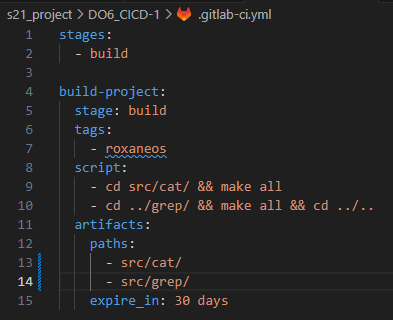 s21_project > DO6_CICD-1 > .gitlab-ci.yml
1 stages:
2   - build
3
4 build-project:
5   stage: build
6   tags:
7     - roxaneos
8   script:
9     - cd src/cat/ && make all
10     - cd ../grep/ && make all && cd ../..
11   artifacts:
12     paths:
13       - src/cat/
14       - src/grep/
15     expire_in: 30 days